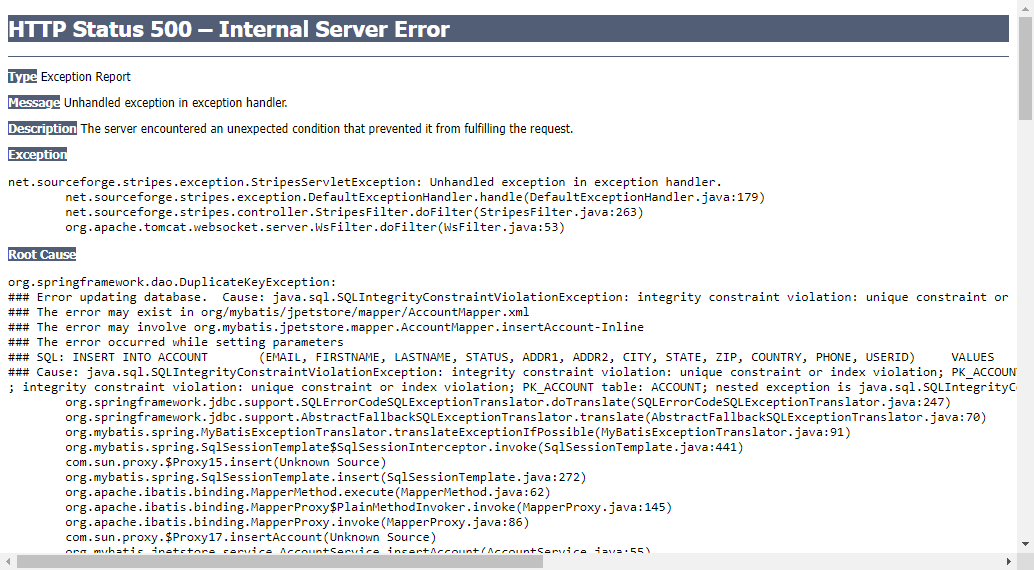 HTTP Status 500 – Internal Server Error
Type Exception Report
Message Unhandled exception in exception handler.
Description The server encountered an unexpected condition that prevented it from fulfilling the request.
Exception
net.sourceforge.stripes.exception.StripesServletException: Unhandled exception in exception handler.
net.sourceforge.stripes.exception.DefaultExceptionHandler.handle(DefaultExceptionHandler.java:179)
net.sourceforge.stripes.controller.StripesFilter.doFilter(StripesFilter.java:263)
org.apache.tomcat.websocket.server.WsFilter.doFilter(WsFilter.java:53)
Root Cause
org.springframework.dao.DuplicateKeyException:
### Error updating database.  Cause: java.sql.SQLIntegrityConstraintViolationException: integrity constraint violation: unique constraint or
### The error may exist in org/mybatis/jpetstore/mapper/AccountMapper.xml
### The error may involve org.mybatis.jpetstore.mapper.AccountMapper.insertAccount-Inline
### The error occurred while setting parameters
### SQL: INSERT INTO ACCOUNT       (EMAIL, FIRSTNAME, LASTNAME, STATUS, ADDR1, ADDR2, CITY, STATE, ZIP, COUNTRY, PHONE, USERID)     VALUES
### Cause: java.sql.SQLIntegrityConstraintViolationException: integrity constraint violation: unique constraint or index violation; PK_ACCOUN
; integrity constraint violation: unique constraint or index violation; PK_ACCOUNT table: ACCOUNT; nested exception is java.sql.SQLIntegrityC
org.springframework.jdbc.support.SQLErrorCodeSQLExceptionTranslator.doTranslate(SQLErrorCodeSQLExceptionTranslator.java:247)
org.springframework.jdbc.support.AbstractFallbackSQLExceptionTranslator.translate(AbstractFallbackSQLExceptionTranslator.java:70)
org.mybatis.spring.MyBatisExceptionTranslator.translateExceptionIfPossible(MyBatisExceptionTranslator.java:91)
org.mybatis.spring.SqlSessionTemplate$SqlSessionInterceptor.invoke(SqlSessionTemplate.java:441)
com.sun.proxy.$Proxy15.insert(Unknown Source)
org.mybatis.spring.SqlSessionTemplate.insert(SqlSessionTemplate.java:272)
org.apache.ibatis.binding.MapperMethod.execute(MapperMethod.java:62)
org.apache.ibatis.binding.MapperProxy$PlainMethodInvoker.invoke(MapperProxy.java:145)
org.apache.ibatis.binding.MapperProxy.invoke(MapperProxy.java:86)
com.sun.proxy.$Proxy17.insertAccount(Unknown Source)
org.mybatis.jpetstore.service.AccountService.insertAccount(AccountService.java:55)